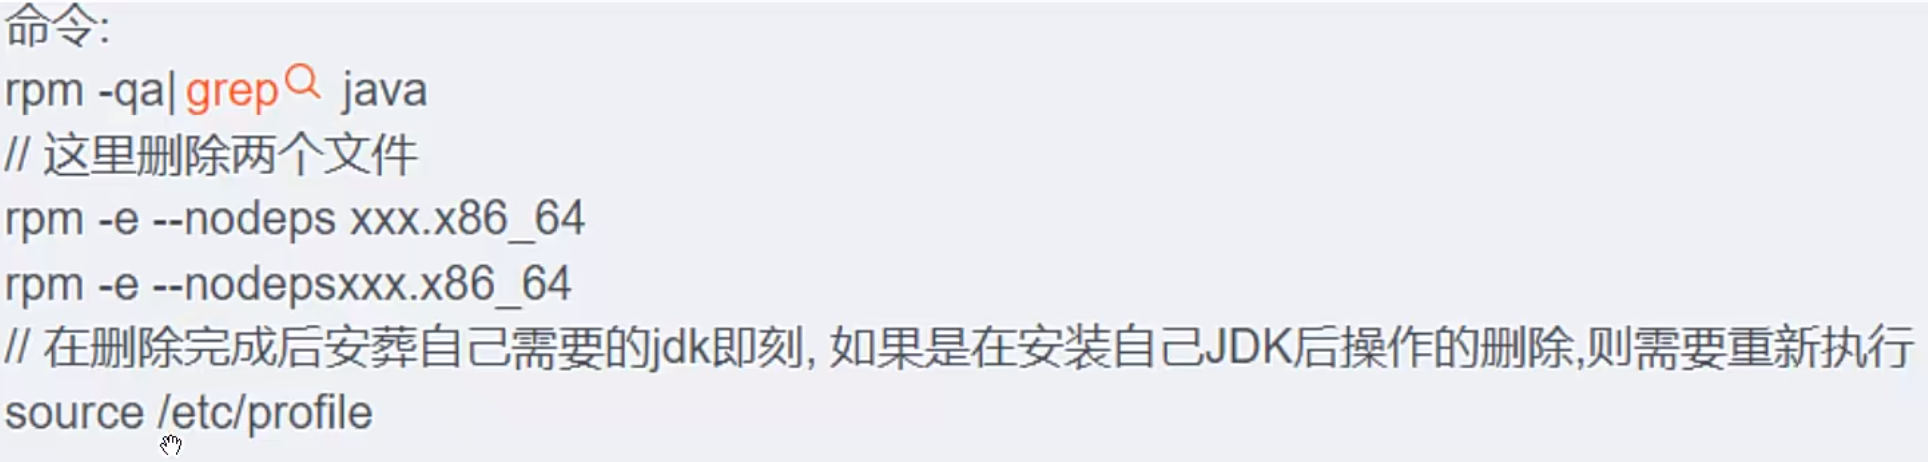 命令:
rpm -qa| grep java
// 这里删除两个文件
rpm -e --nodeps xxx.x86_64
rpm -e --nodepsxxx.x86_64
// 在删除完成后安葬自己需要的jdk即刻, 如果是在安装自己JDK后操作的删除,则需要重新执行
source /etc/profile